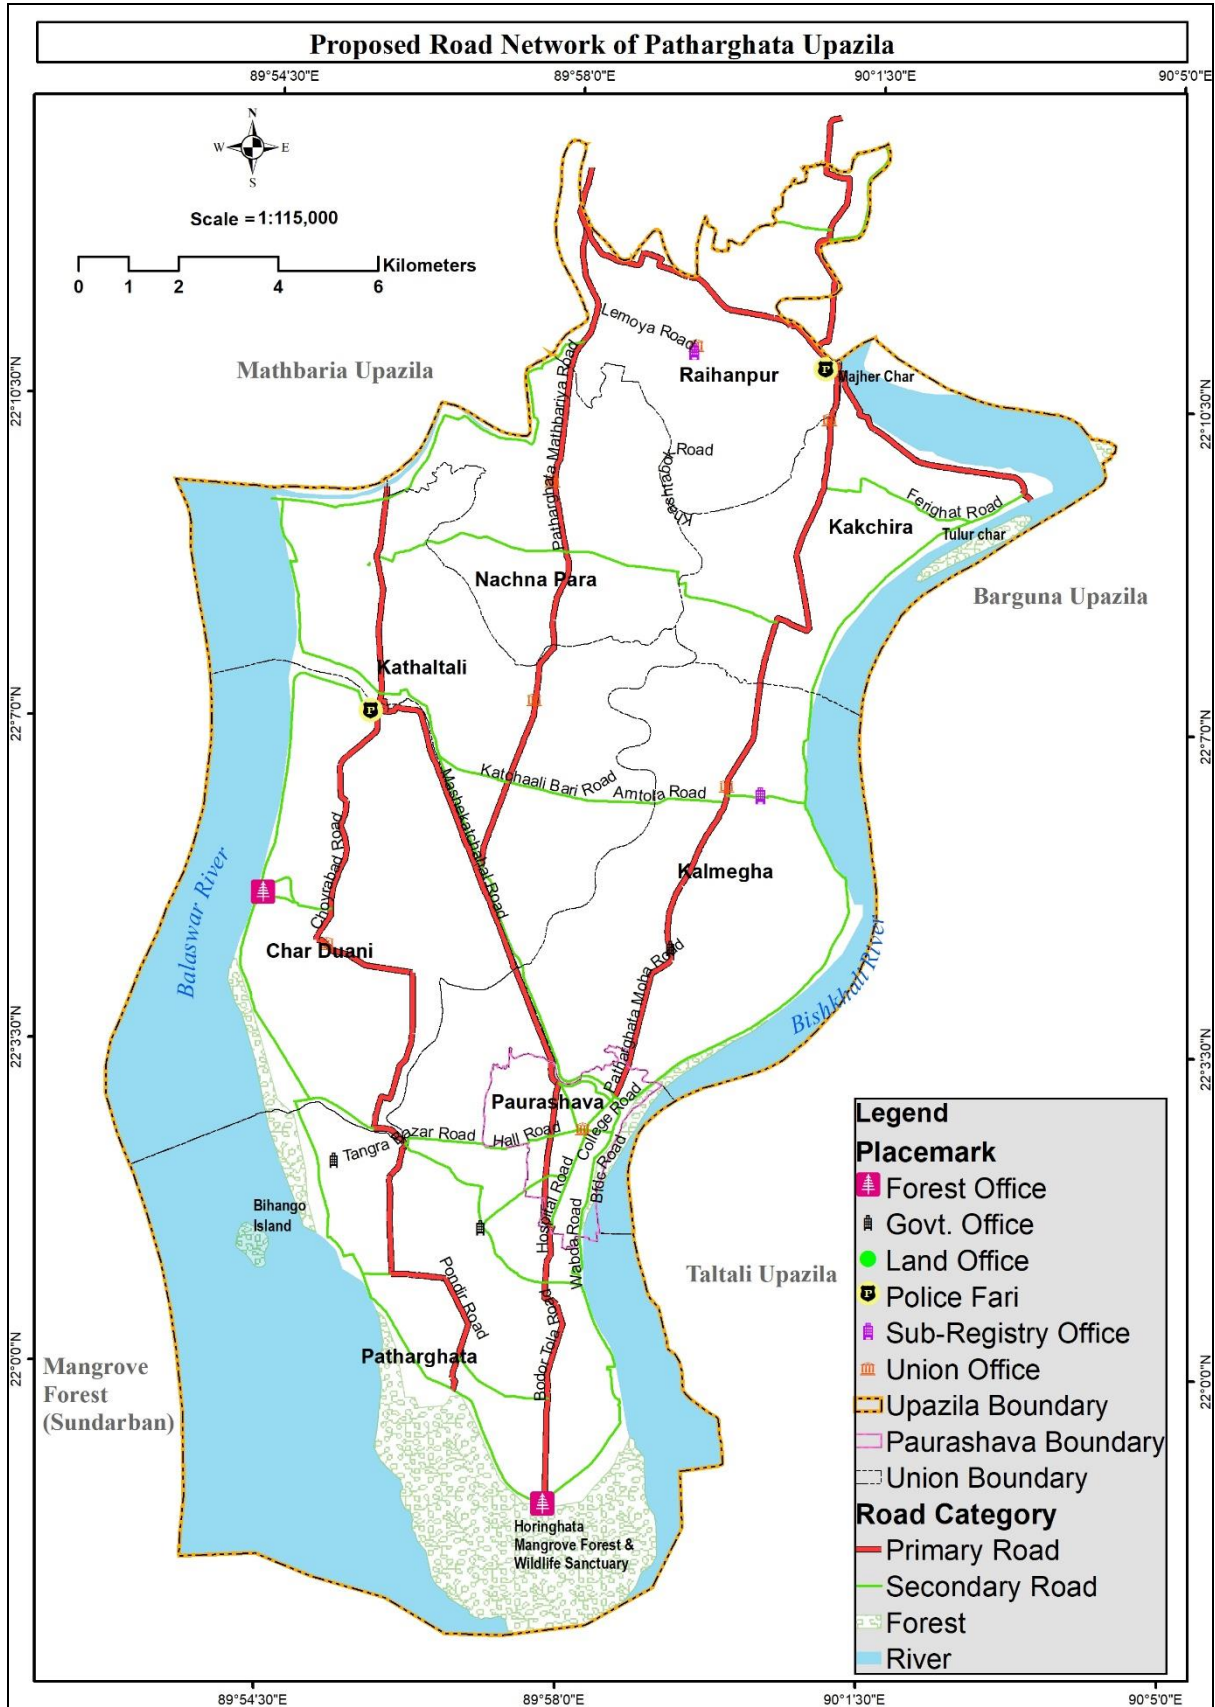 Proposed Road Network of Patharghata Upazila
89°54'30"E
89°58'0"E
90°1'30"E
90°5'0"E
N
W
E
S
Scale = 1:115,000
Kilometers
0
1
2
4
6
22°10'30"N
22°7'0"N
22°3'30"N
22°0'0"N
22°10'30"N
22°7'0"N
22°3'30"N
22°0'0"N
Mathbaria Upazila
Lemoya Road
Raihanpur
Majher Char
Patharghata Mathbariya Road
Khashtagor
Road
Kakchira
Ferighat Road
Tulur char
Nachna Para
Barguna Upazila
Kathaltali
Katchaali Bari Road
Amtola Road
Mashekatchahal Road
Choyrabad Road
Kalmegha
Balaswar River
Char Duani
Patharghata Moha Road
Bishkhali River
Paurashava
Tangra Bazar Road
Hall Road
College Road
Bfdc Road
Hospital Road
Wabda Road
Bihango
Island
Pondir Road
Bodor Tola Road
Taltali Upazila
Patharghata
Mangrove
Forest
(Sundarban)
Horinghata
Mangrove Forest &
Wildlife Sanctuary
Legend
Placemark
Forest Office
Govt. Office
Land Office
P
Police Fari
Sub-Registry Office
Union Office
Upazila Boundary
Paurashava Boundary
Union Boundary
Road Category
Primary Road
Secondary Road
Forest
River
89°54'30"E
89°58'0"E
90°1'30"E
90°5'0"E